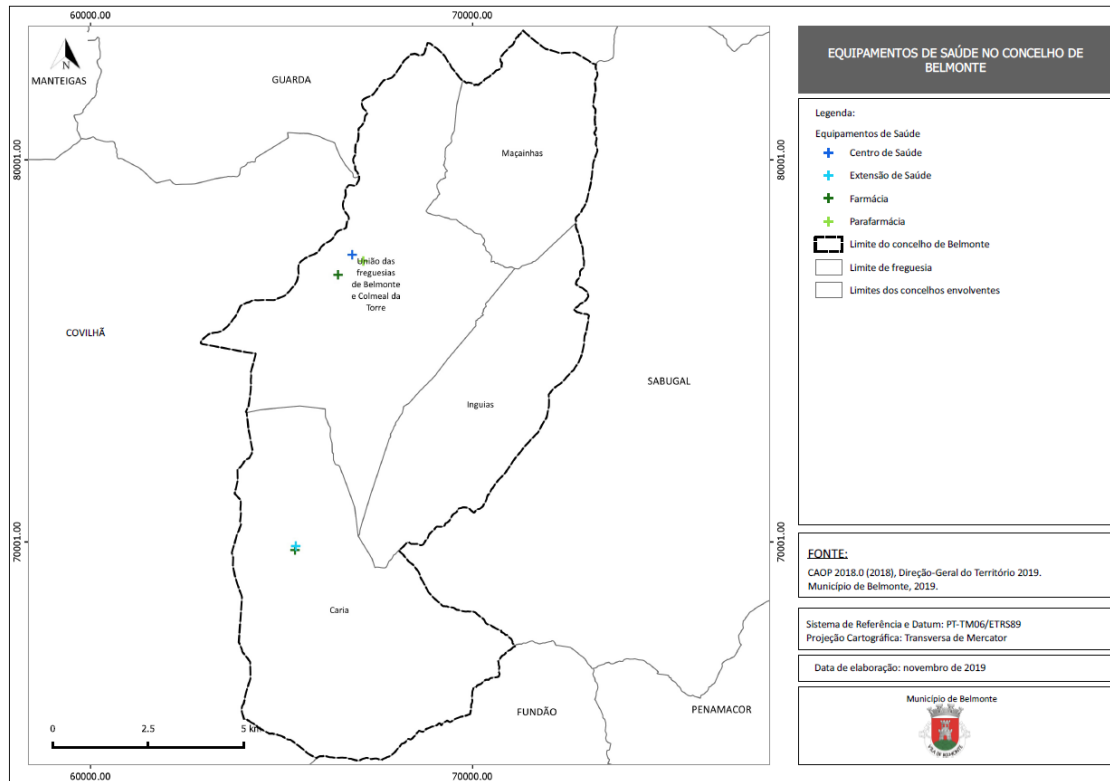 60000.00
70000.00
N
MANTEIGAS
GUARDA
80001.00
80001.00
Maçainhas
União das
freguesias
de Belmonte
e Colmeal da
Torre
COVILHÃ
SABUGAL
Inguias
70001.00
70001.00
Caria
FUNDÃO
PENAMACOR
0
2.5
5 km
60000.00
70000.00
EQUIPAMENTOS DE SAÚDE NO CONCELHO DE
BELMONTE
Legenda:
Equipamentos de Saúde
Centro de Saúde
Extensão de Saúde
Farmácia
Parafarmácia
Limite do concelho de Belmonte
Limite de freguesia
Limites dos concelhos envolventes
FONTE:
CAOP 2018.0 (2018), Direção-Geral do Território 2019.
Município de Belmonte, 2019.
Sistema de Referência e Datum: PT-TM06/ETRS89
Projeção Cartográfica: Transversa de Mercator
Data de elaboração: novembro de 2019
Município de Belmonte
VILA DE BELMONTE